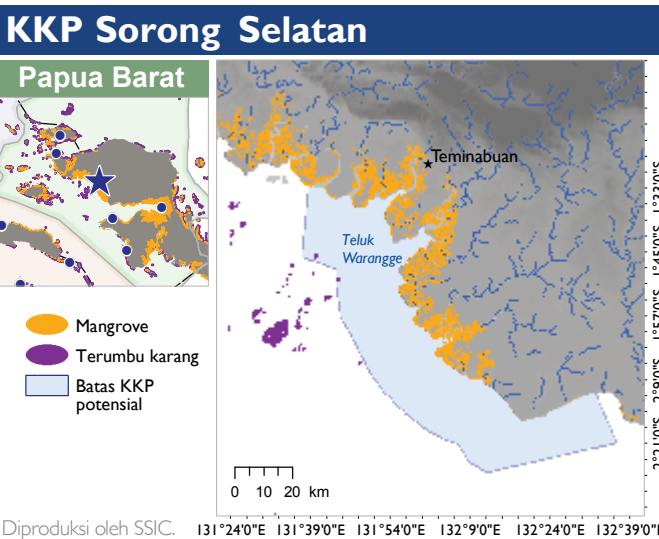 KKP Sorong Selatan
Papua Barat
Teminabuan
Teluk
Warangge
Mangrove
Terumbu karang
Batas KKP
potensial
0 10 20 km
Diproduksi oleh SSIC.
131°24'0"E 131°39'0"E 131°54'0"E 132°9'0"E 132°24'0"E 132°39'0"E